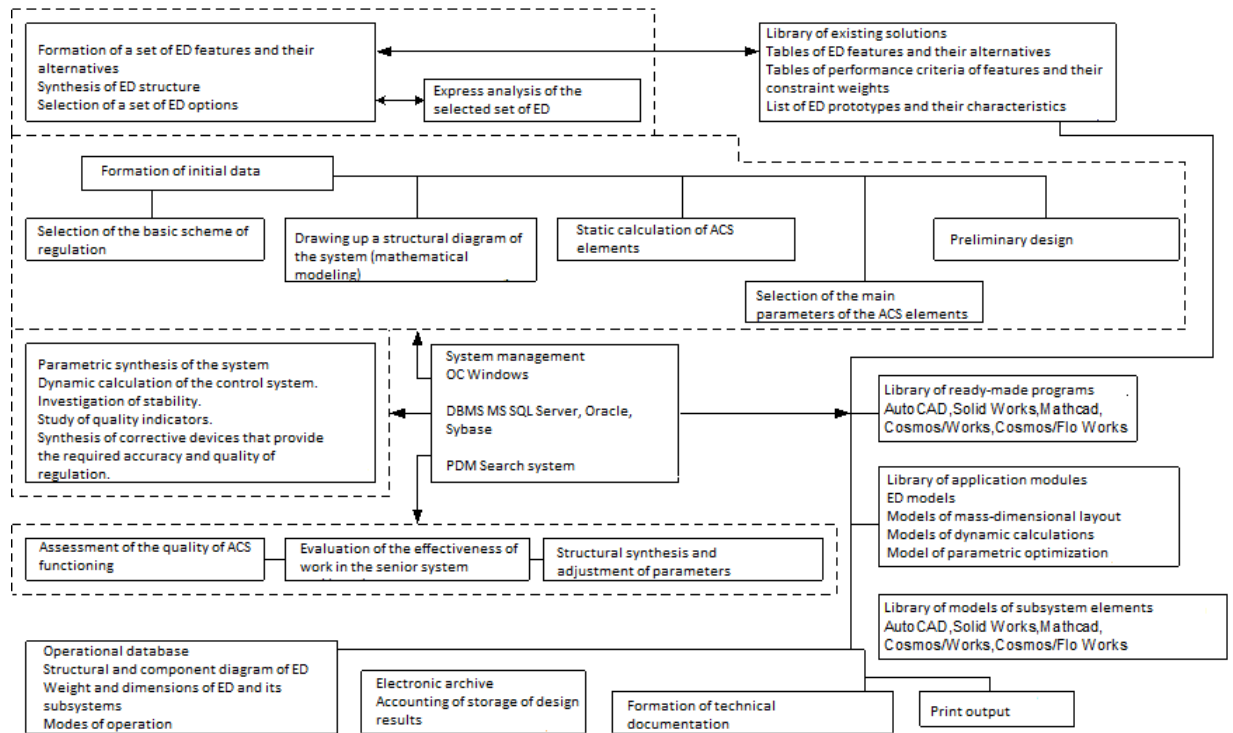 Formation of a set of ED features and their
alternatives
Synthesis of ED structure
Selection of a set of ED options
Express analysis of the
selected set of ED
Library of existing solutions
Tables of ED features and their alternatives
Tables of performance criteria of features and their
constraint weights
List of ED prototypes and their characteristics
Formation of initial data
Selection of the basic scheme of
regulation
Drawing up a structural diagram of
the system (mathematical
modeling)
Static calculation of ACS
elements
Selection of the main
parameters of the ACS elements
Preliminary design
Parametric synthesis of the system
Dynamic calculation of the control system.
Investigation of stability.
Study of quality indicators.
Synthesis of corrective devices that provide
the required accuracy and quality of
regulation.
System management
OC Windows
DBMS MS SQL Server, Oracle,
Sybase
PDM Search system
Library of ready-made programs .
AutoCAD,Solid Works,Mathcad,
Cosmos/Works,Cosmos/Flo Works
Library of application modules
ED models
Models of mass-dimensional layout
Models of dynamic calculations
Model of parametric optimization
Assessment of the quality of ACS
functioning
Evaluation of the effectiveness of
work in the senior system
Structural synthesis and
adjustment of parameters
Library of models of subsystem elements
AutoCAD,Solid Works,Mathcad,
Cosmos/Works,Cosmos/Flo Works
Operational database
Structural and component diagram of ED
Weight and dimensions of ED and its
subsystems
Modes of operation
Electronic archive
Accounting of storage of design
results
Formation of technical
documentation
Print output